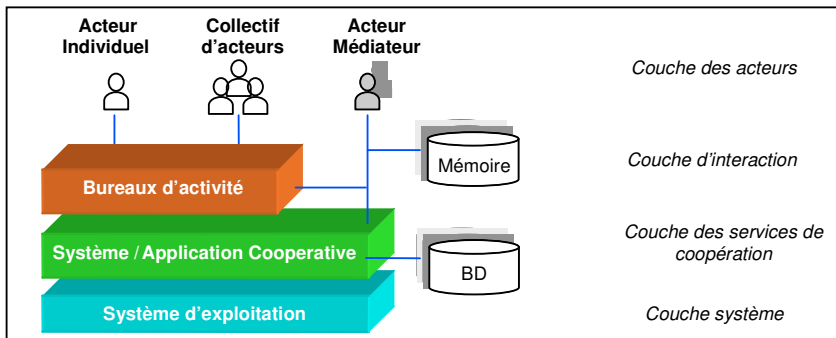 Acteur
Individuel
Collectif
d'acteurs
Acteur
Médiateur
Couche des acteurs
Mémoire
Couche d'interaction
Bureaux d'activité
Système / Application Cooperative
Couche des services de
coopération
BD
Système d'exploitation
Couche système